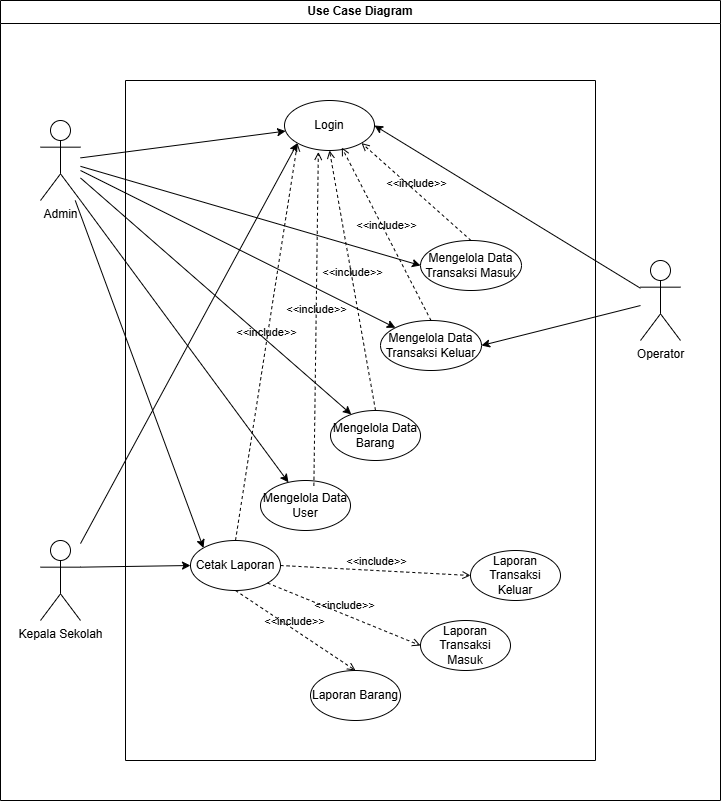 Use Case Diagram
Login
Admin
<<include>>
Mengelola Data
Transaksi Masuk
<<include>>
<<include>>
<<include>>
<<include>>
Mengelola Data
Transaksi Keluar
Operator
Mengelola Data
Barang
Mengelola Data
User
Cetak Laporan
<<include>>
Laporan
Transaksi
Keluar
Kepala Sekolah
<<include>>
<<include>>
Laporan
Transaksi
Masuk
Laporan Barang